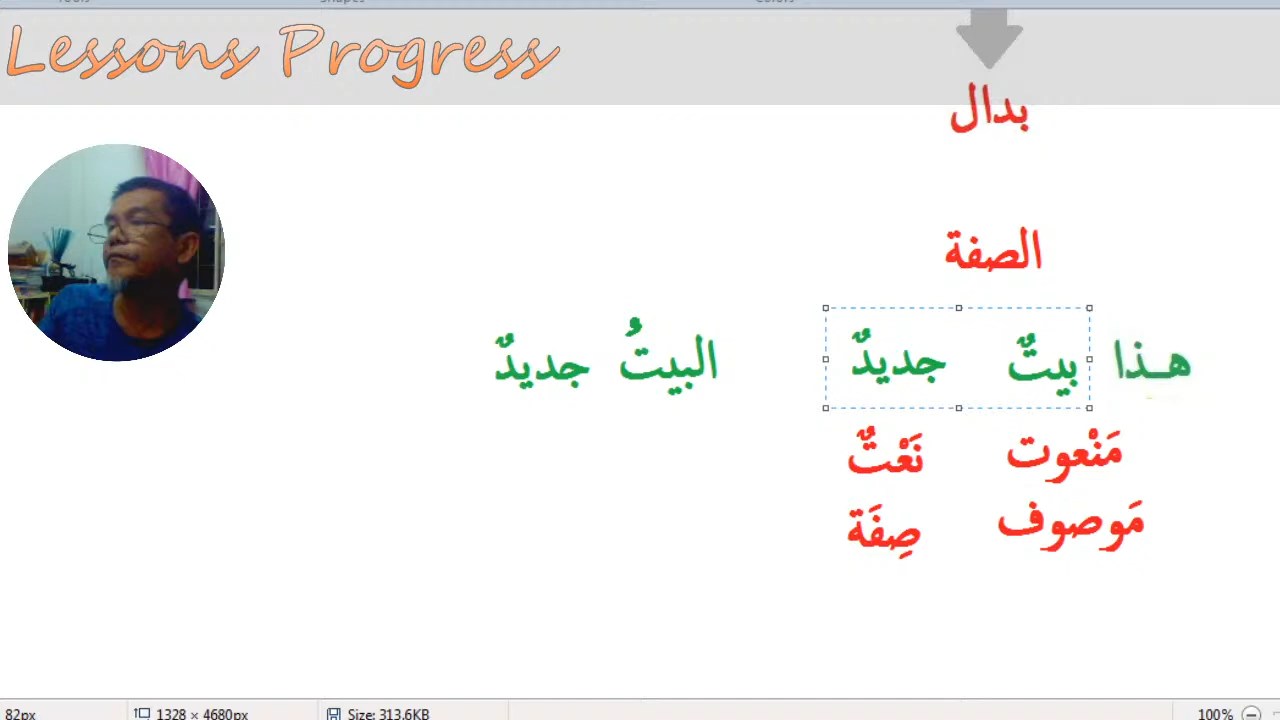 Lessons Progress
بدال
الصفة
هـذا بيتٌ جديدٌ البيتُ جديدٌ
مَنْعوت نَعْتٌ
مَوصوف صِفَة
82px 1328 × 4680px Size: 313.6KB 100%